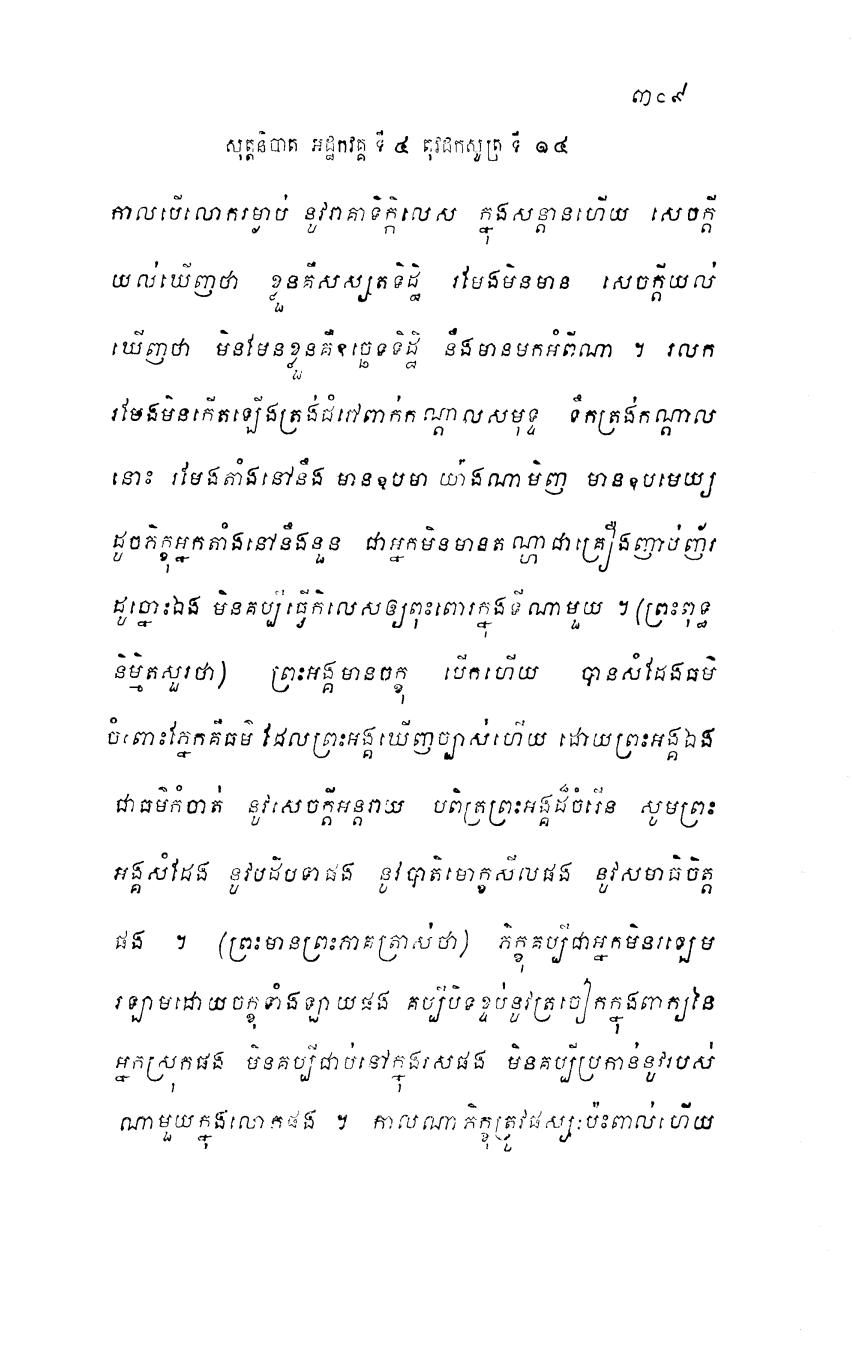 ៣១៩
សុត្តនិបាត អដ្ឋកវគ្គ ទី ៤ តុវដកសូត្រ ទី ១៤
កាលបើលោករម្ងាប់ នូវរាគាទិក្កិលេស ក្នុងសន្តានហើយ សេចក្តី
យល់ឃើញថា ខ្លួនគឺសស្សតទិដ្ឋិ រមែងមិនមាន សេចក្តីយល់
ឃើញថា មិនមែនខ្លួនគឺឧច្ឆេទទិដ្ឋិ នឹងមានមកអំពីណា ។ រលក
រមែងមិនកើតឡើងត្រង់ជំរៅពាក់កណ្តាលសមុទ្ទ ទឹកត្រង់កណ្តាល
នោះ រមែងតាំងនៅនឹង មានឧបមា យ៉ាងណាមិញ មានឧបមេយ្យ
ដូចភិក្ខុអ្នកតាំងនៅនឹងនួន ជាអ្នកមិនមានតណ្ហាជាគ្រឿងញាប់ញ័រ
ដូច្នោះឯង មិនគប្បីធ្វើកិលេសឲ្យពុះពោរក្នុងទីណាមួយ ។ (ព្រះពុទ្ធ
និម្មិតសួរថា) ព្រះអង្គមានចក្ខុ បើកហើយ បានសំដែងធម៌
ចំពោះភ្នែកគឺធម៌ ដែលព្រះអង្គឃើញច្បាស់ហើយ ដោយព្រះអង្គឯង
ជាធម៌កំចាត់ នូវសេចក្តីអន្តរាយ បពិត្រព្រះអង្គដ៏ចំរើន សូមព្រះ
អង្គសំដែង នូវបដិបទាផង នូវបាតិមោក្ខសីលផង នូវសមាធិចិត្ត
ផង ។ (ព្រះមានព្រះភាគត្រាស់ថា) ភិក្ខុគប្បីជាអ្នកមិនរឡេម
រឡាមដោយចក្ខុទាំងឡាយផង គប្បីបិទខ្ទប់នូវត្រចៀកក្នុងពាក្យនៃ
អ្នកស្រុកផង មិនគប្បីជាប់នៅក្នុងរសផង មិនគប្បីប្រកាន់នូវរបស់
ណាមួយក្នុងលោកផង ។ កាលណាភិក្ខុត្រូវផស្សៈប៉ះពាល់ហើយ